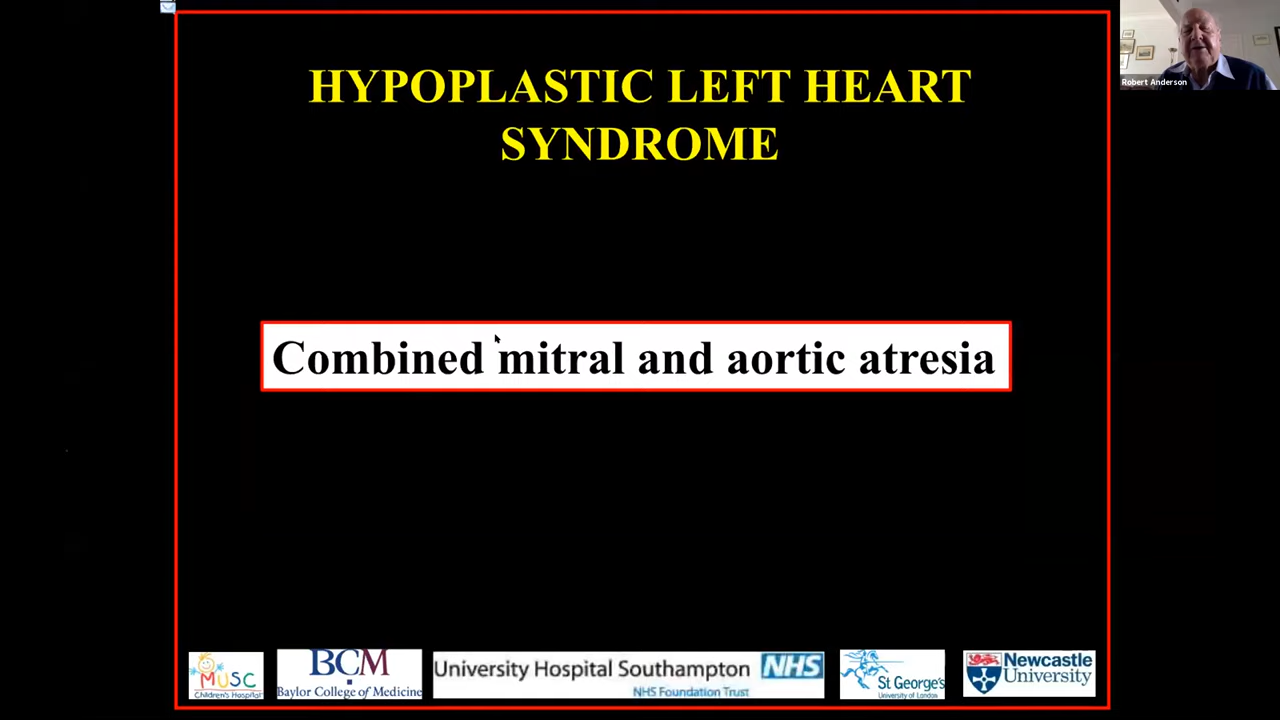 HYPOPLASTIC LEFT HEART
SYNDROME
Robert Anderson
Combined mitral and aortic atresia
MUSC
Children's Hospital
BCM
Baylor College of Medicine
University Hospital Southampton NHS
NHS Foundation Trust
St George's
University of London
Newcastle
University